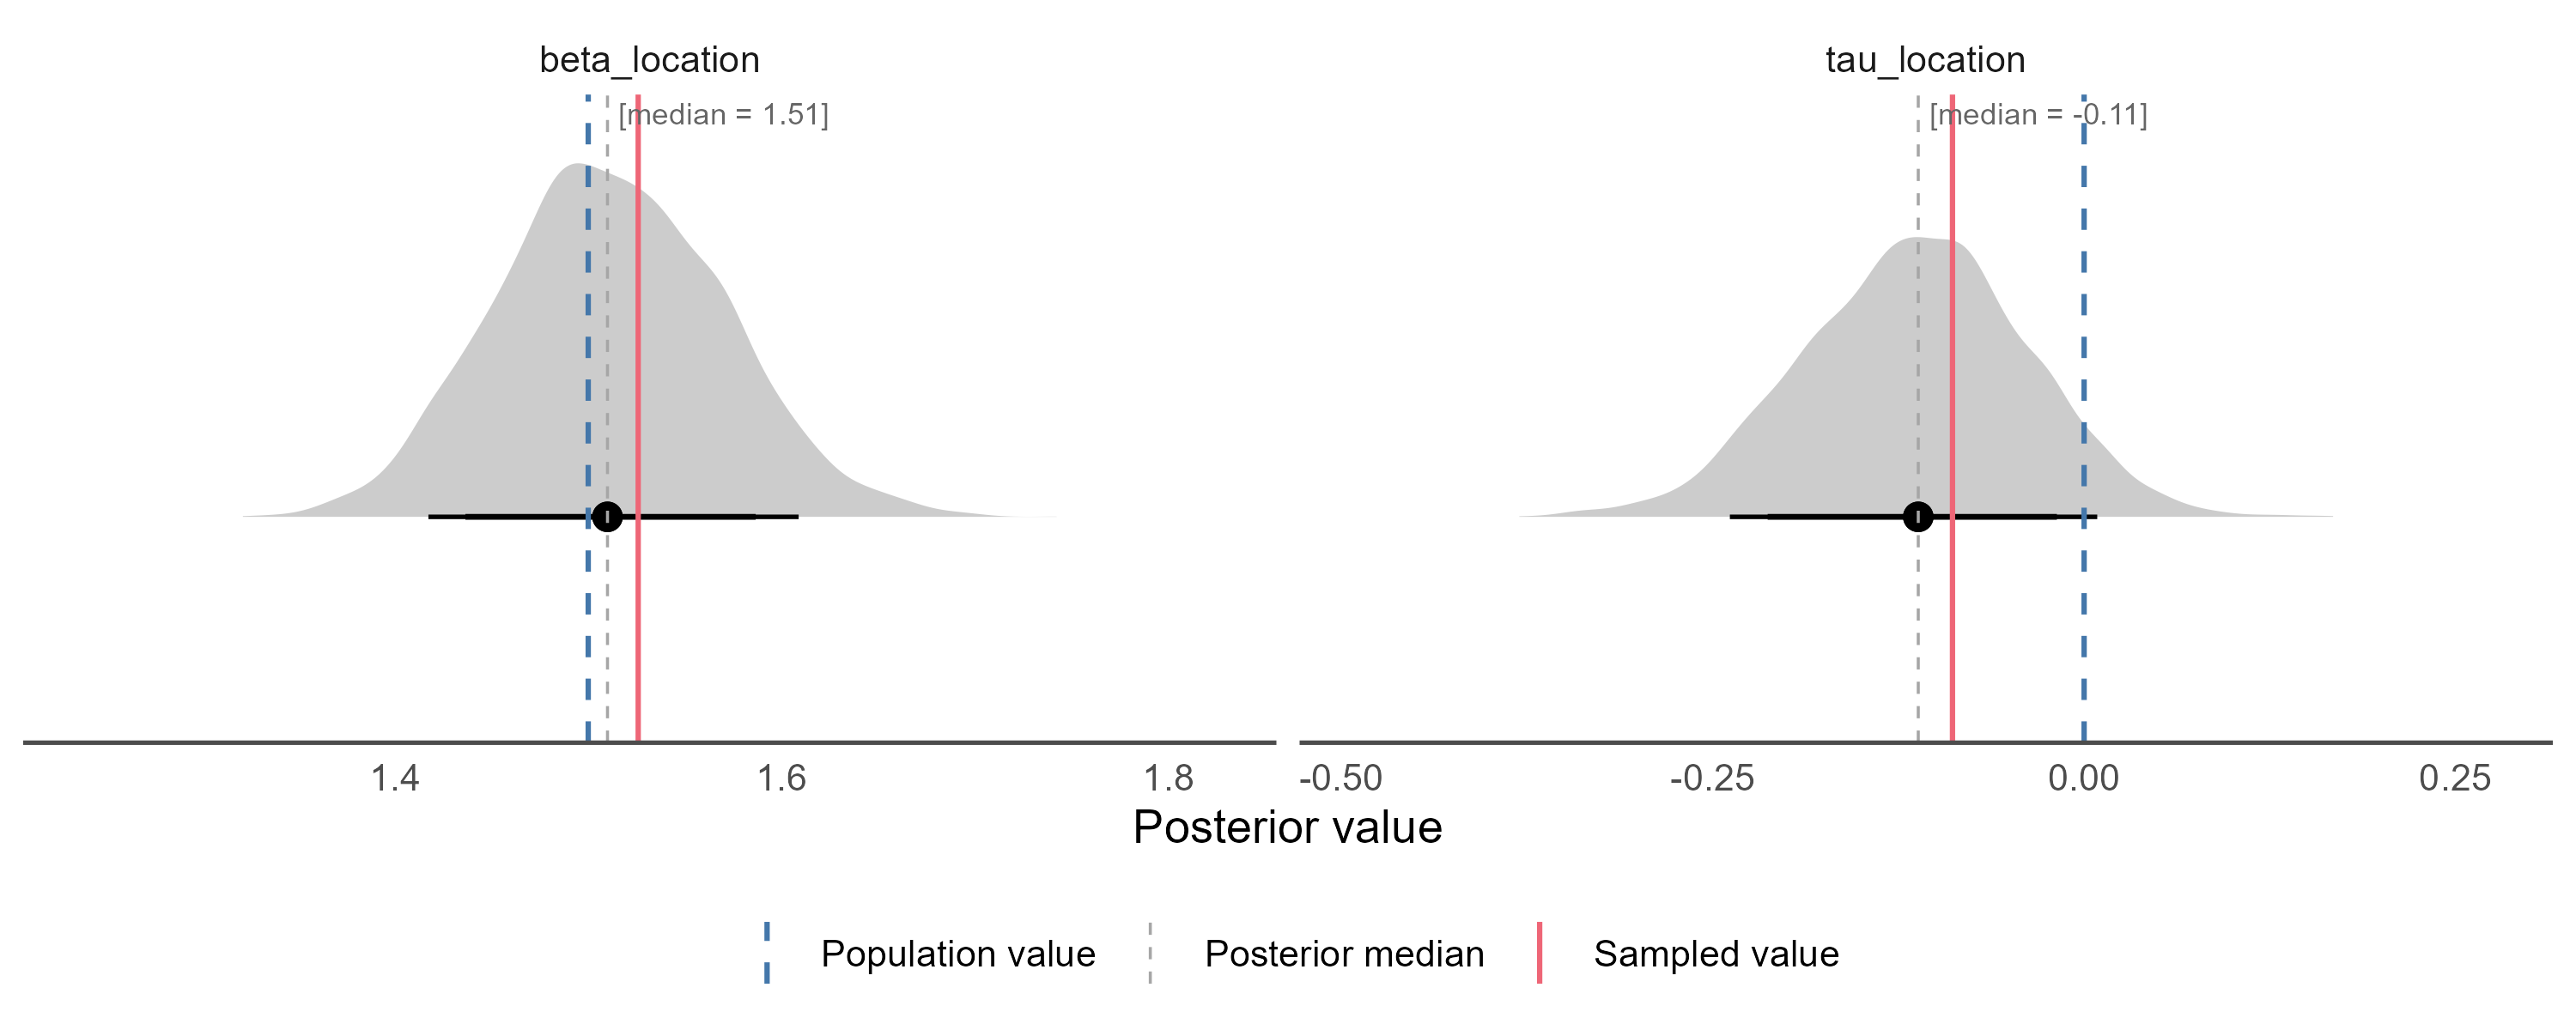 beta_location
[median = 1.51]
tau_location
[median = -0.11]
1.4 1.6 1.8
-0.50 -0.25 0.00 0.25
Posterior value
Population value Posterior median Sampled value